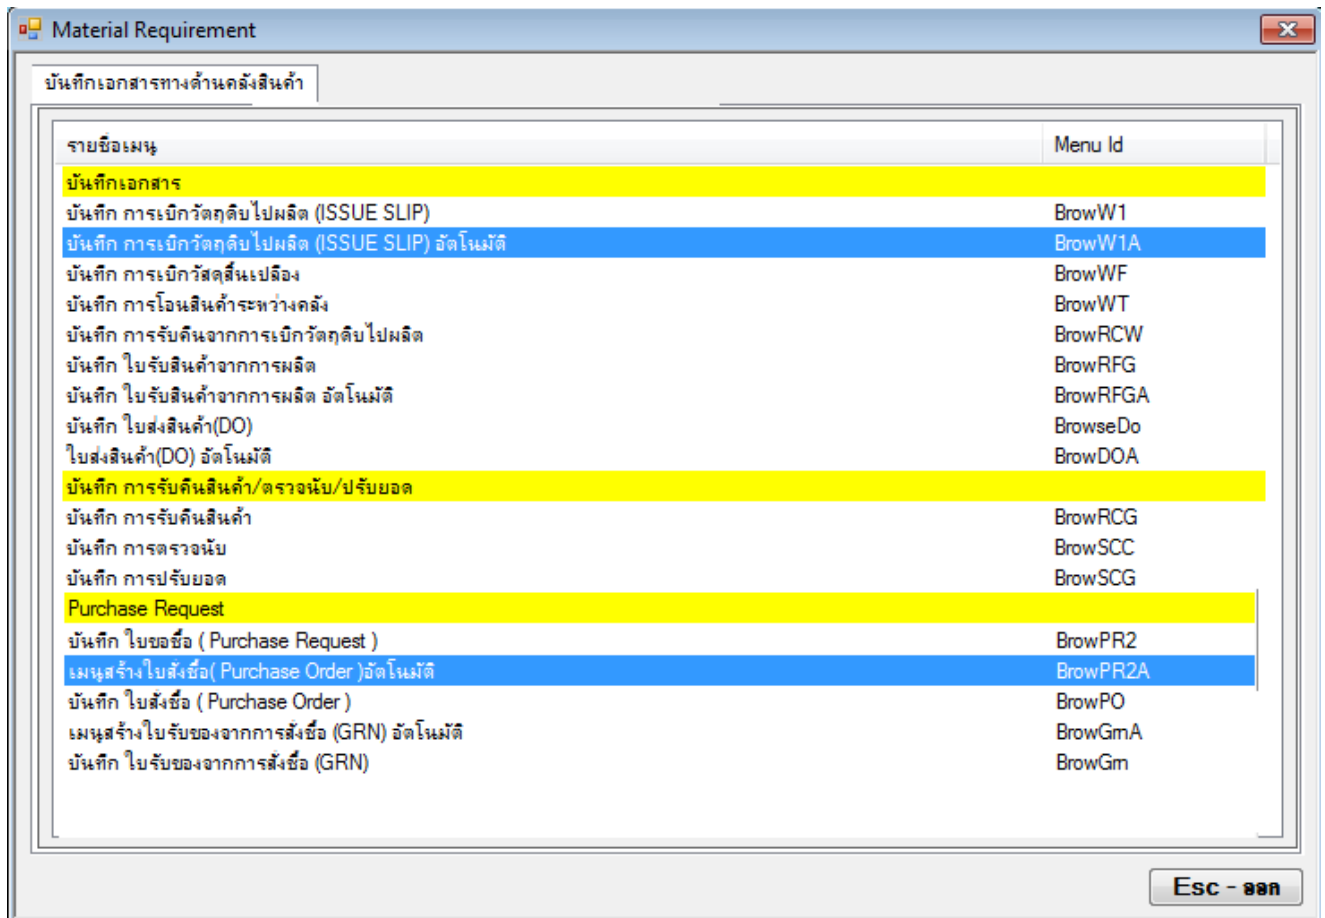 Material Requirement
บันทึกเอกสารทางด้านคลังสินค้า
รายชื่อเมนู Menu Id
บันทึกเอกสาร
บันทึก การเบิกวัตถุดิบไปผลิต (ISSUE SLIP) BrowW1
บันทึก การเบิกวัตถุดิบไปผลิต (ISSUE SLIP) อัตโนมัติ BrowW1A
บันทึก การเบิกวัสดุสิ้นเปลือง BrowWF
บันทึก การโอนสินค้าระหว่างคลัง BrowWT
บันทึก การรับคืนจากการเบิกวัตถุดิบไปผลิต BrowRCW
บันทึก ใบรับสินค้าจากการผลิต BrowRFG
บันทึก ใบรับสินค้าจากการผลิต อัตโนมัติ BrowRFGA
บันทึก ใบส่งสินค้า(DO) BrowseDo
ใบส่งสินค้า(DO) อัตโนมัติ BrowDOA
บันทึก การรับคืนสินค้า/ตรวจนับ/ปรับยอด
บันทึก การรับคืนสินค้า BrowRCG
บันทึก การตรวจนับ BrowSCC
บันทึก การปรับยอด BrowSCG
Purchase Request
บันทึก ใบขอซื้อ ( Purchase Request ) BrowPR2
เมนูสร้างใบสั่งซื้อ( Purchase Order )อัตโนมัติ BrowPR2A
บันทึก ใบสั่งซื้อ ( Purchase Order ) BrowPO
เมนูสร้างใบรับของจากการสั่งซื้อ (GRN) อัตโนมัติ BrowGrnA
บันทึก ใบรับของจากการสั่งซื้อ (GRN) BrowGrn
Esc - ออก